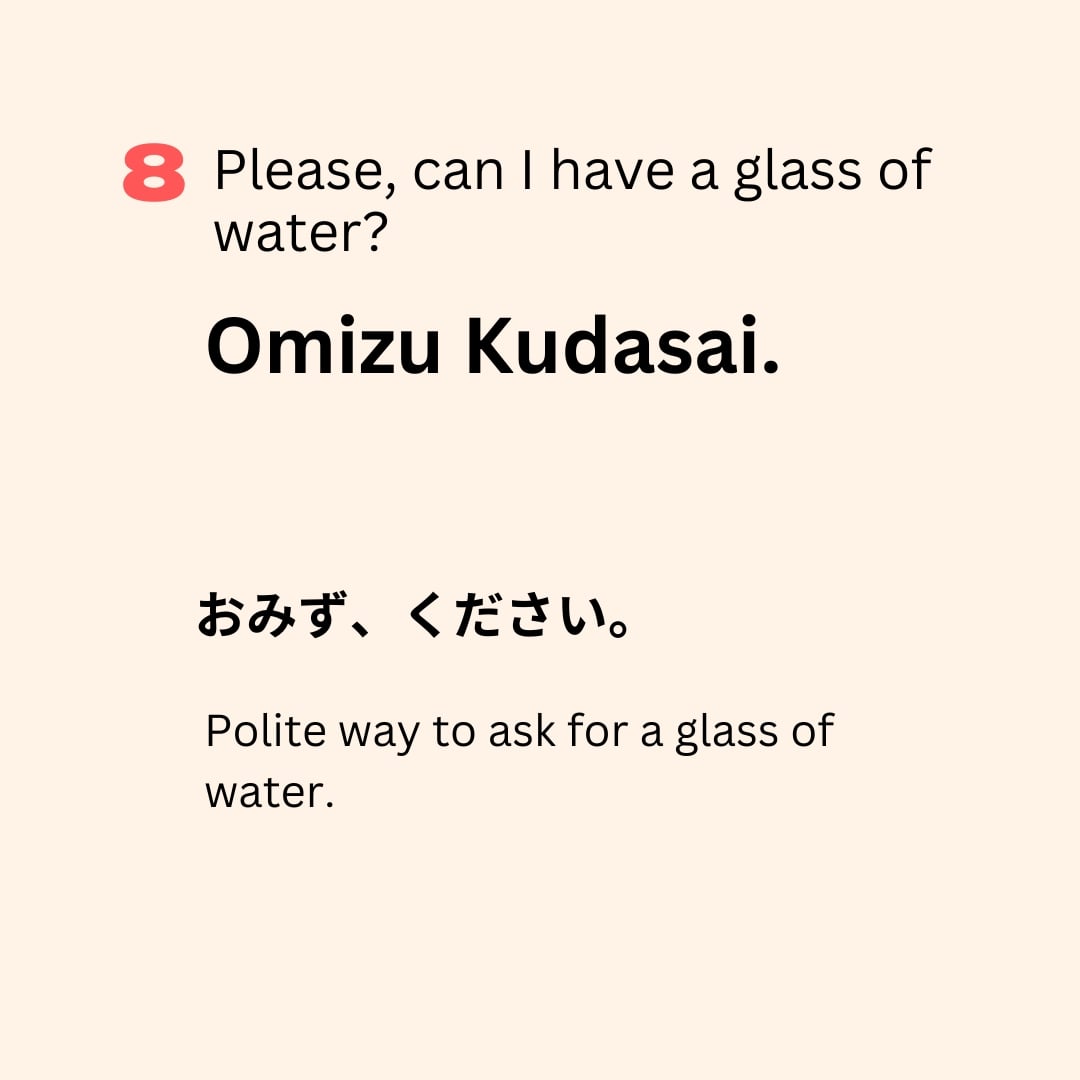 8 Please, can I have a glass of
water?
Omizu Kudasai.
おみず、ください。
Polite way to ask for a glass of
water.